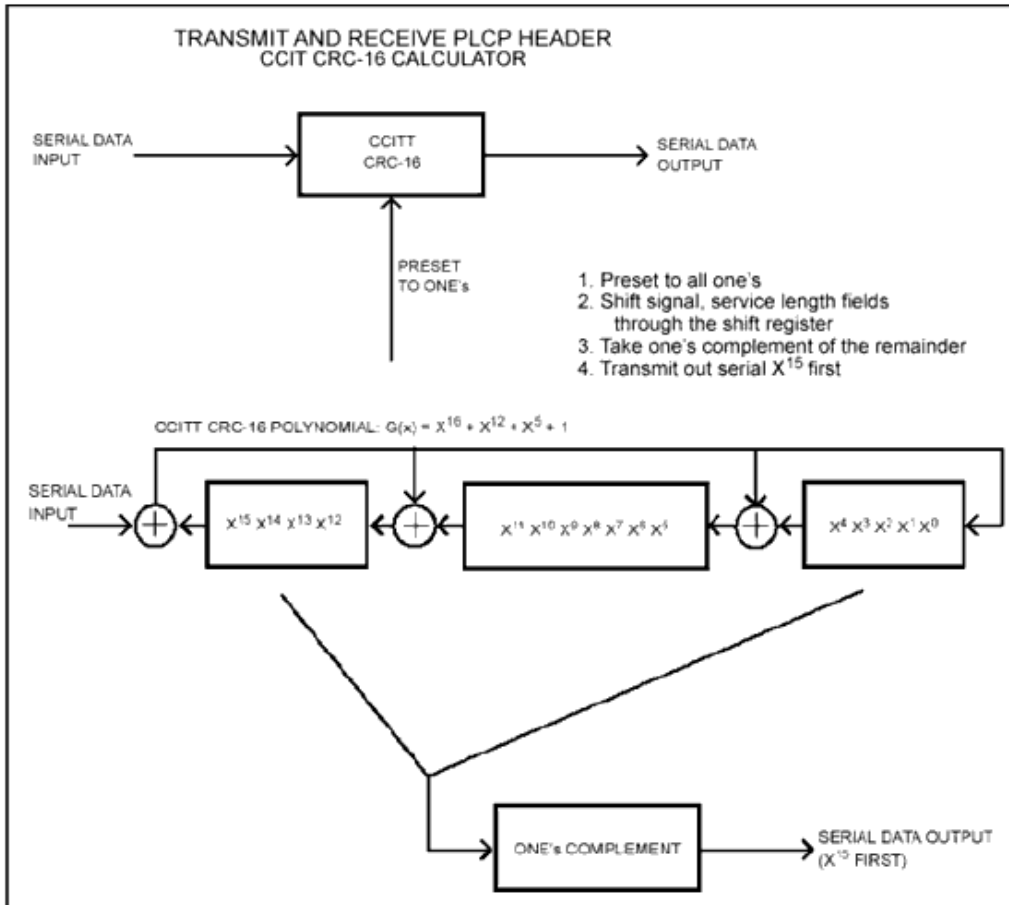 TRANSMIT AND RECEIVE PLCP HEADER
CCIT CRC-16 CALCULATOR
SERIAL DATA
INPUT
CCITT
CRC-16
SERIAL DATA
OUTPUT
PRESET
TO ONE's
1. Preset to all one's
2. Shift signal, service length fields
through the shift register
3. Take one's complement of the remainder
4. Transmit out serial X¹⁵ first
CCITT CRC-16 POLYNOMIAL: G(x) = X¹⁶ + X¹² + X⁵ + 1
SERIAL DATA
INPUT
X¹⁵ X¹⁴ X¹³ X¹²
X¹¹ X¹⁰ X⁹ X⁸ X⁷ X⁶ X⁵
X⁴ X³ X² X¹ X⁰
ONE's COMPLEMENT
SERIAL DATA OUTPUT
(X¹⁵ FIRST)